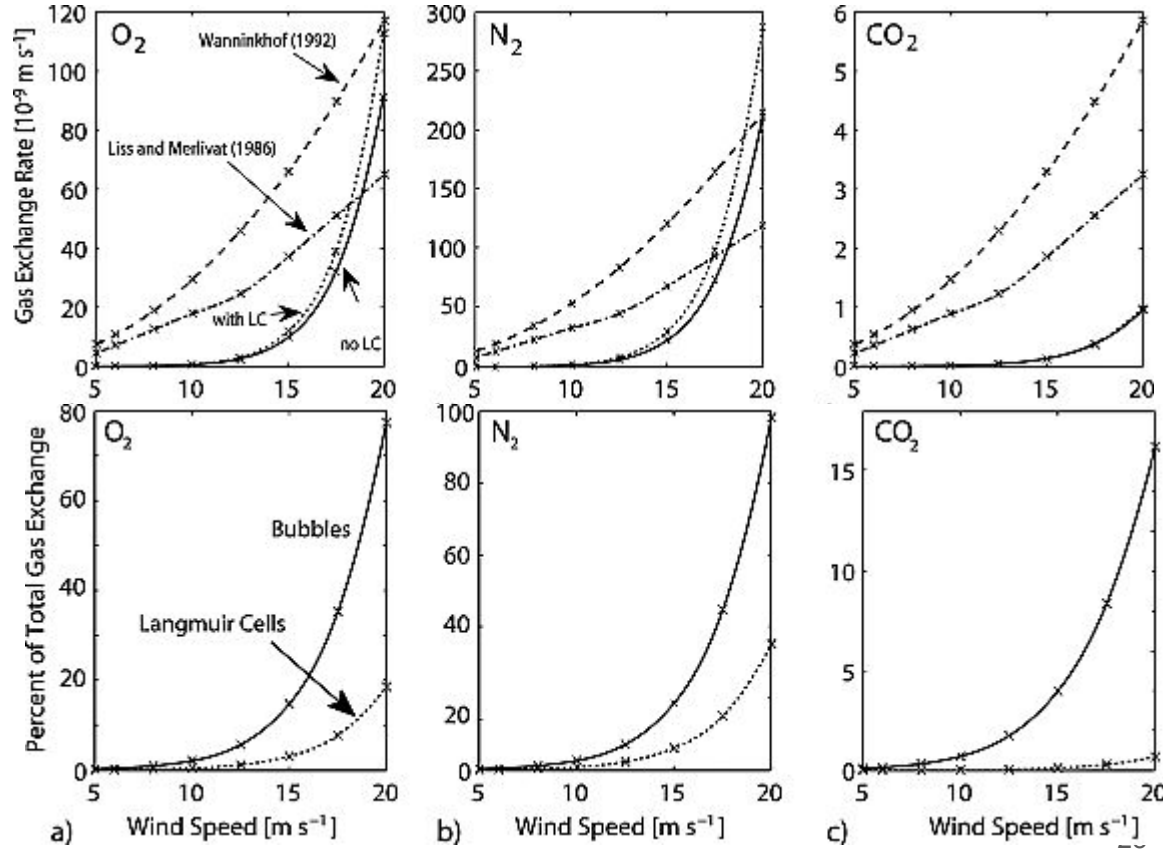 Gas Exchange Rate [10⁻⁹ m s⁻¹]
120
100
80
60
40
20
0
O₂
Wanninkhof (1992)
Liss and Merlivat (1986)
with LC
no LC
5 10 15 20
300
250
200
150
100
50
0
N₂
5 10 15 20
6
5
4
3
2
1
0
CO₂
5 10 15 20
Percent of Total Gas Exchange
80
60
40
20
0
O₂
Bubbles
Langmuir Cells
5 10 15 20
a) Wind Speed [m s⁻¹]
100
80
60
40
20
0
N₂
5 10 15 20
b) Wind Speed [m s⁻¹]
15
10
5
0
CO₂
5 10 15 20
c) Wind Speed [m s⁻¹]